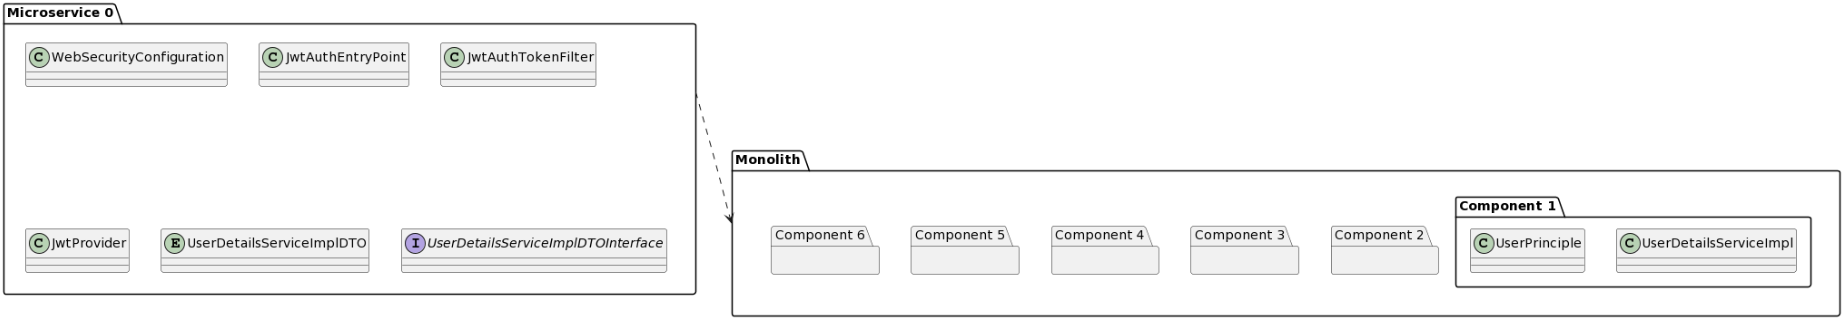 Microservice 0
C WebSecurityConfiguration
C JwtAuthEntryPoint
C JwtAuthTokenFilter
C JwtProvider
E UserDetailsServiceImplDTO
I UserDetailsServiceImplDTOInterface
Monolith
Component 6
Component 5
Component 4
Component 3
Component 2
Component 1
C UserPrinciple
C UserDetailsServiceImpl